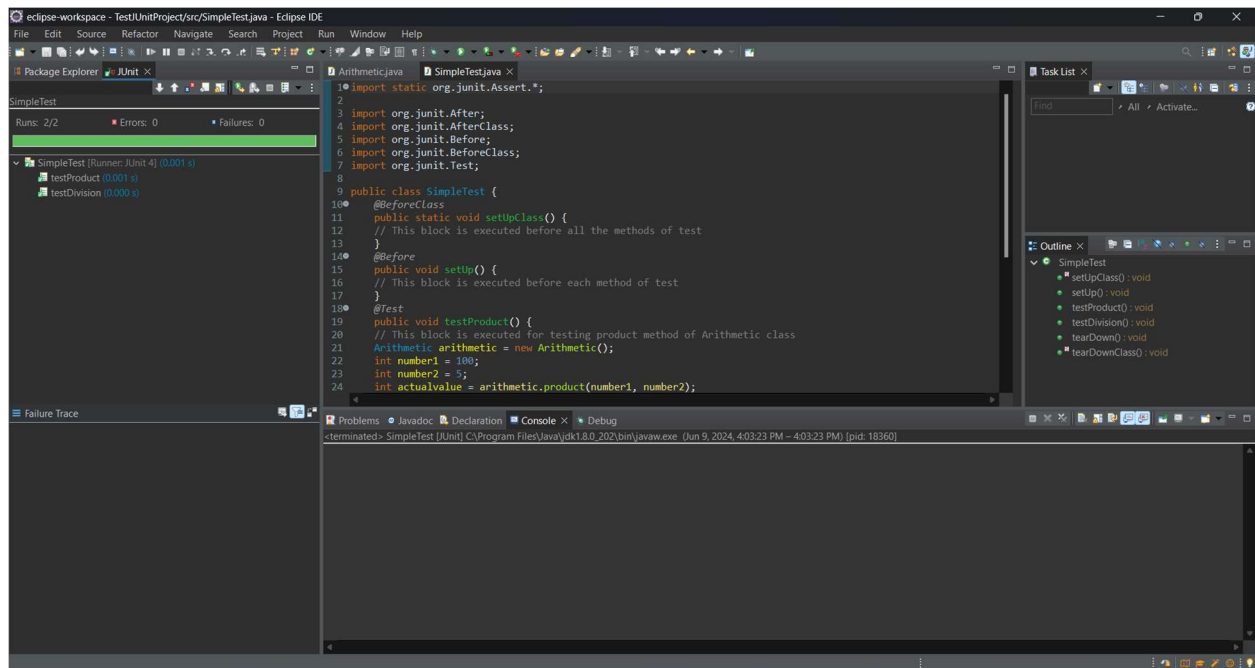 eclipse-workspace - TestJUnitProject/src/SimpleTest.java - Eclipse IDE
File Edit Source Refactor Navigate Search Project Run Window Help
Package Explorer JUnit
SimpleTest
Runs: 2/2 Errors: 0 Failures: 0
SimpleTest [Runner: JUnit 4] (0.001 s)
testProduct (0.001 s)
testDivision (0.000 s)
Failure Trace
Arithmetic.java SimpleTest.java
1 import static org.junit.Assert.*;
2
3 import org.junit.After;
4 import org.junit.AfterClass;
5 import org.junit.Before;
6 import org.junit.BeforeClass;
7 import org.junit.Test;
8
9 public class SimpleTest {
10 @BeforeClass
11 public static void setUpClass() {
12 // This block is executed before all the methods of test
13 }
14 @Before
15 public void setUp() {
16 // This block is executed before each method of test
17 }
18 @Test
19 public void testProduct() {
20 // This block is executed for testing product method of Arithmetic class
21 Arithmetic arithmetic = new Arithmetic();
22 int number1 = 100;
23 int number2 = 5;
24 int actualvalue = arithmetic.product(number1, number2);
Problems Javadoc Declaration Console Debug
<terminated> SimpleTest [JUnit] C:\Program Files\Java\jdk1.8.0_202\bin\javaw.exe (Jun 9, 2024, 4:03:23 PM – 4:03:23 PM) [pid: 18360]
Task List
Find All Activate...
Outline
SimpleTest
setUpClass() : void
setUp() : void
testProduct() : void
testDivision() : void
tearDown() : void
tearDownClass() : void